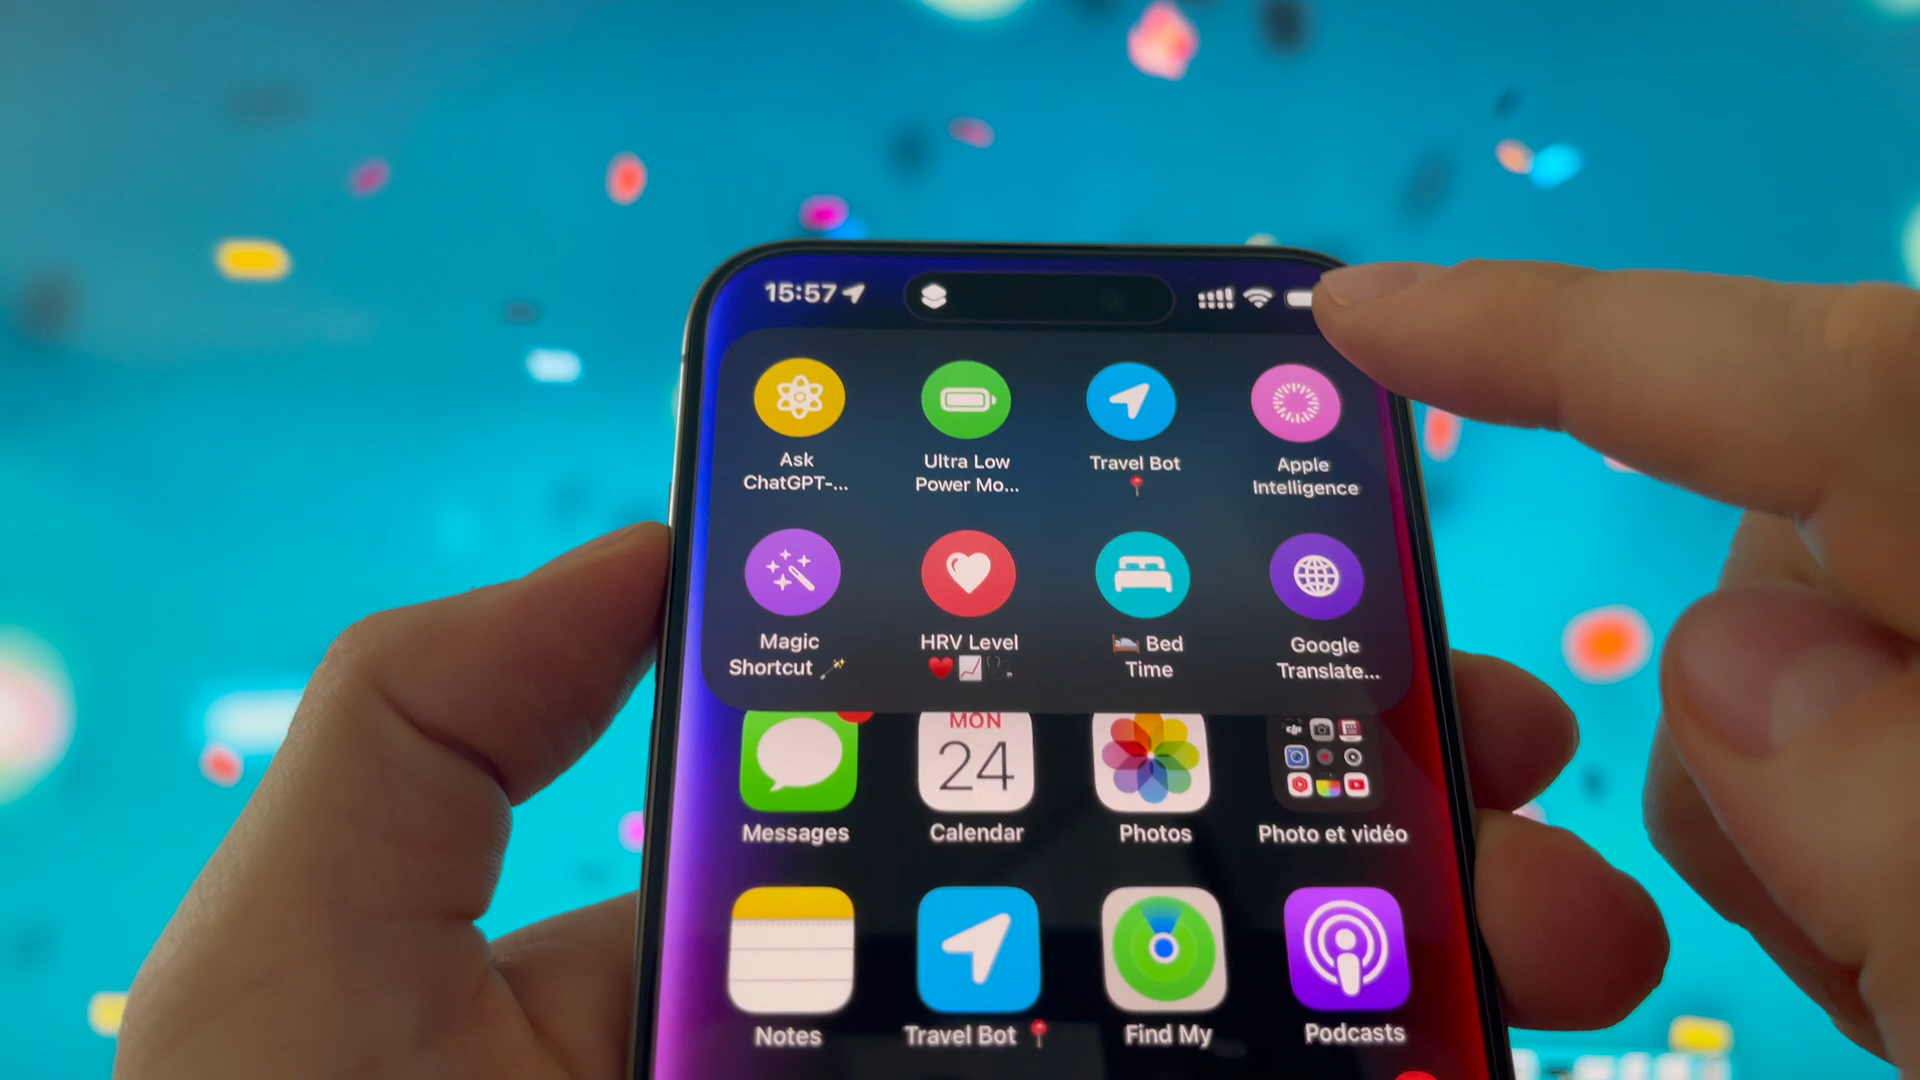 15:57
Ask
ChatGPT-...
Ultra Low
Power Mo...
Travel Bot
📍
Apple
Intelligence
Magic
Shortcut 🪄
HRV Level
♥️📈🩺
🛏️ Bed
Time
Google
Translate...
MON
24
Messages
Calendar
Photos
Photo et vidéo
Notes
Travel Bot 📍
Find My
Podcasts